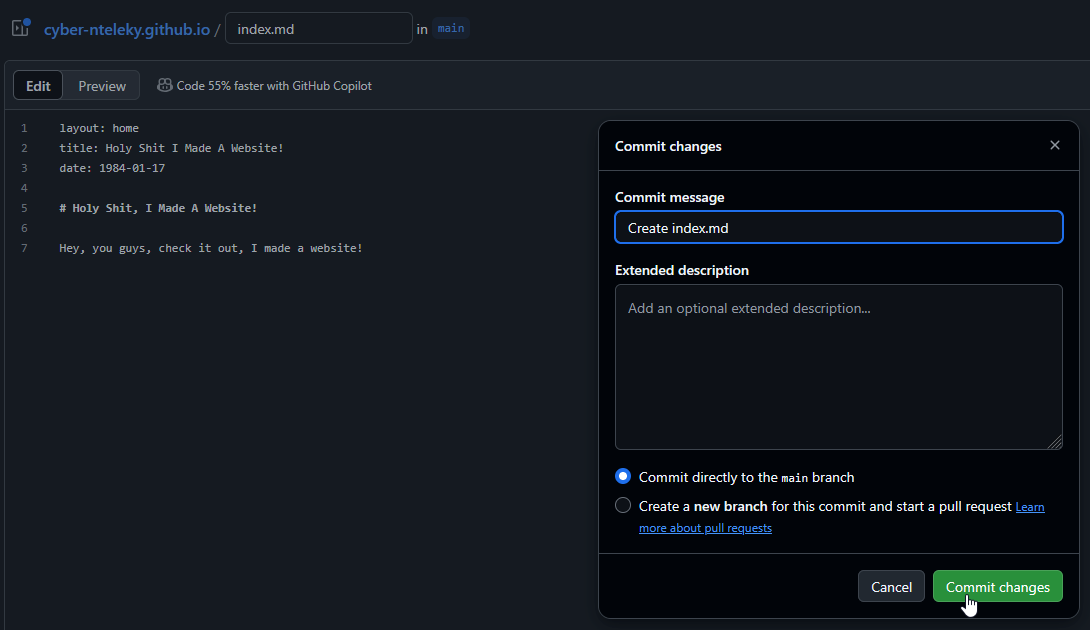 cyber-nteleky.github.io / index.md in main
Edit Preview Code 55% faster with GitHub Copilot
1 layout: home
2 title: Holy Shit I Made A Website!
3 date: 1984-01-17
4
5 # Holy Shit, I Made A Website!
6
7 Hey, you guys, check it out, I made a website!
Commit changes
Commit message
Create index.md
Extended description
Add an optional extended description...
Commit directly to the main branch
Create a new branch for this commit and start a pull request Learn
more about pull requests
Cancel Commit changes